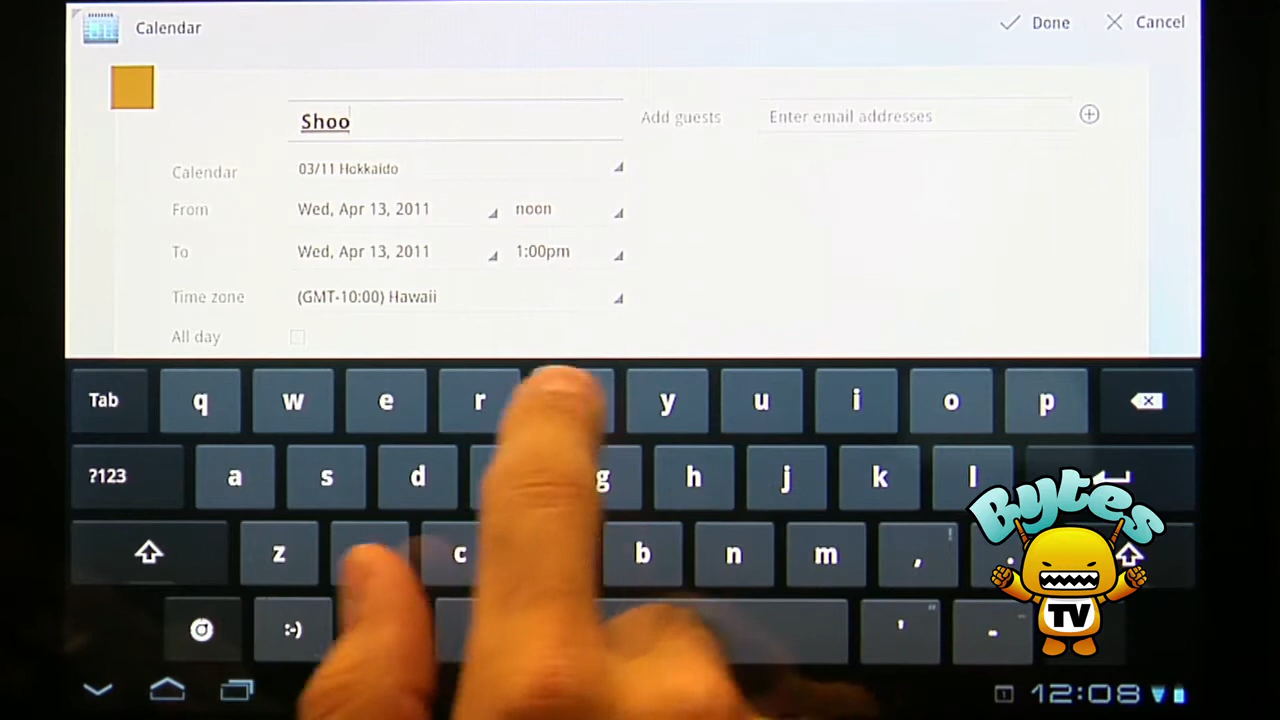 Calendar
Done
Cancel
Shoo
Add guests
Enter email addresses
Calendar
03/11 Hokkaido
From
Wed, Apr 13, 2011
noon
To
Wed, Apr 13, 2011
1:00pm
Time zone
(GMT-10:00) Hawaii
All day
Tab q w e r y u i o p
?123 a s d g h j k l
z c b n m , ! .
:-) ' " - _
Bytes
TV
1 12:08